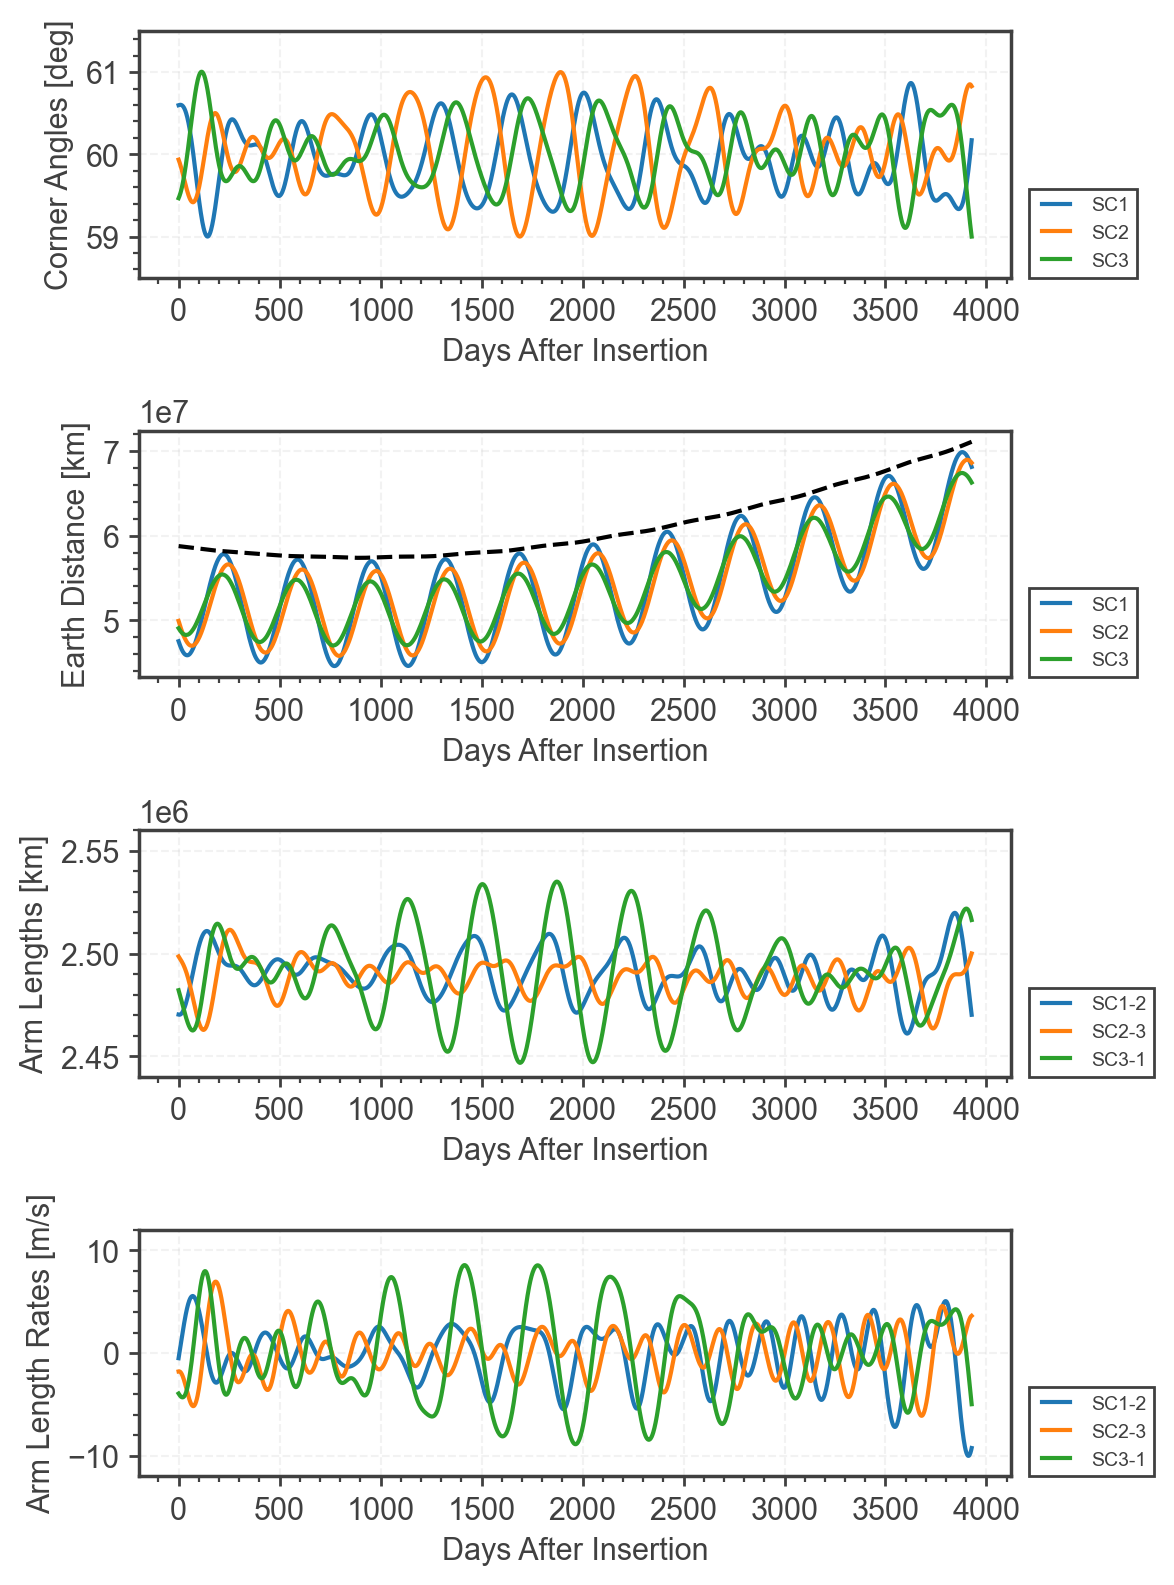 Corner Angles [deg]
61
60
59
0 500 1000 1500 2000 2500 3000 3500 4000
Days After Insertion
SC1
SC2
SC3
1e7
Earth Distance [km]
7
6
5
0 500 1000 1500 2000 2500 3000 3500 4000
Days After Insertion
SC1
SC2
SC3
1e6
Arm Lengths [km]
2.55
2.50
2.45
0 500 1000 1500 2000 2500 3000 3500 4000
Days After Insertion
SC1-2
SC2-3
SC3-1
Arm Length Rates [m/s]
10
0
−10
0 500 1000 1500 2000 2500 3000 3500 4000
Days After Insertion
SC1-2
SC2-3
SC3-1